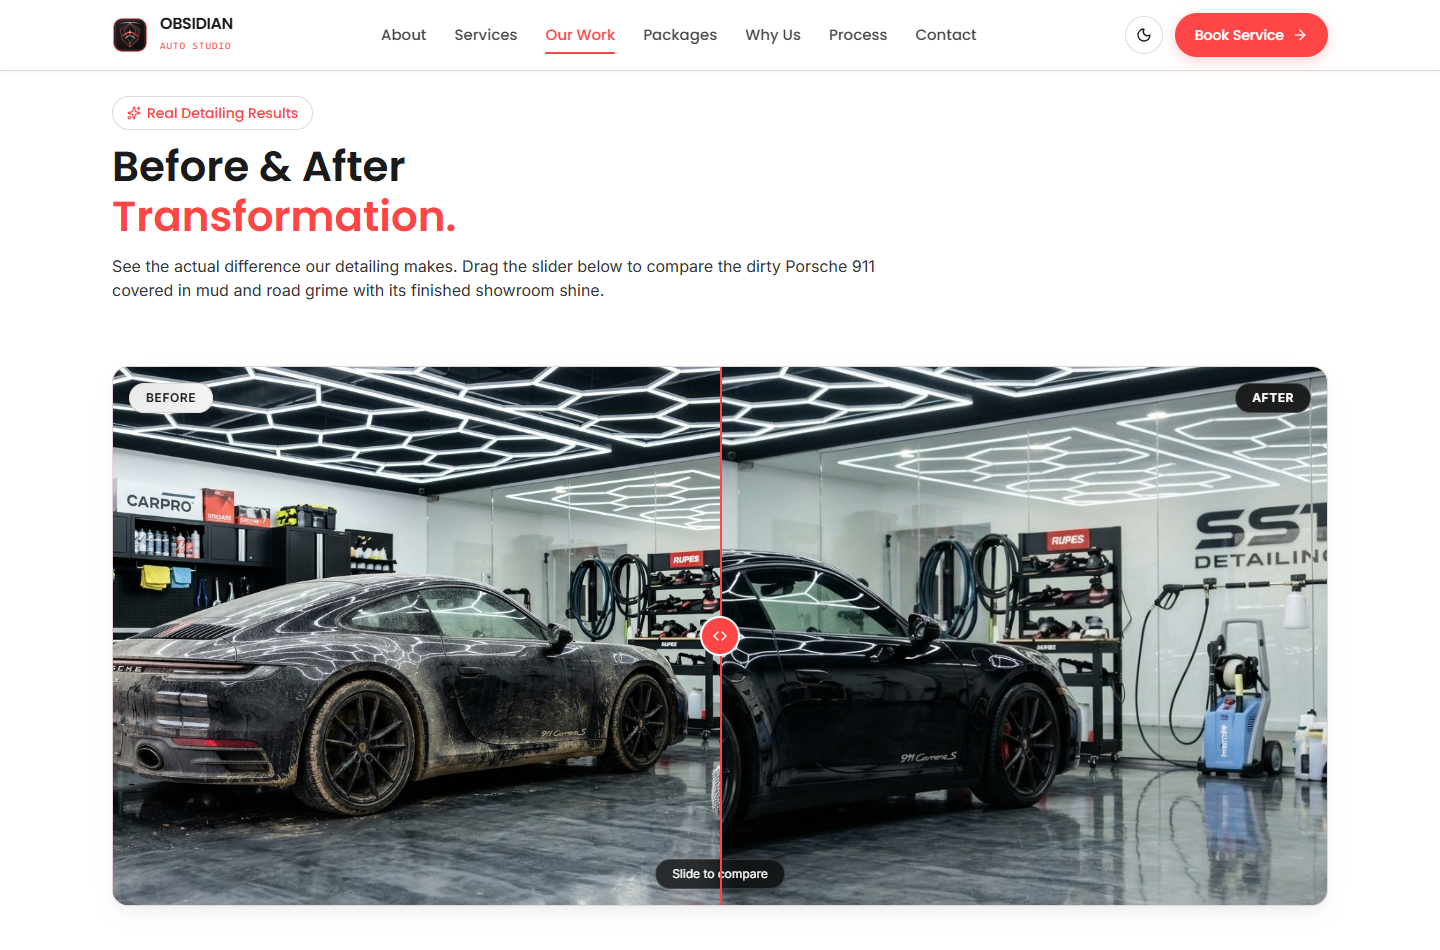 OBSIDIAN
AUTO STUDIO
About
Services
Our Work
Packages
Why Us
Process
Contact
Book Service
Real Detailing Results
Before & After
Transformation.
See the actual difference our detailing makes. Drag the slider below to compare the dirty Porsche 911
covered in mud and road grime with its finished showroom shine.
BEFORE
AFTER
CARPRO
RUPES
RUPES
SST
DETAILING
SCHE
911 Carrera S
911 Carrera S
Slide to compare